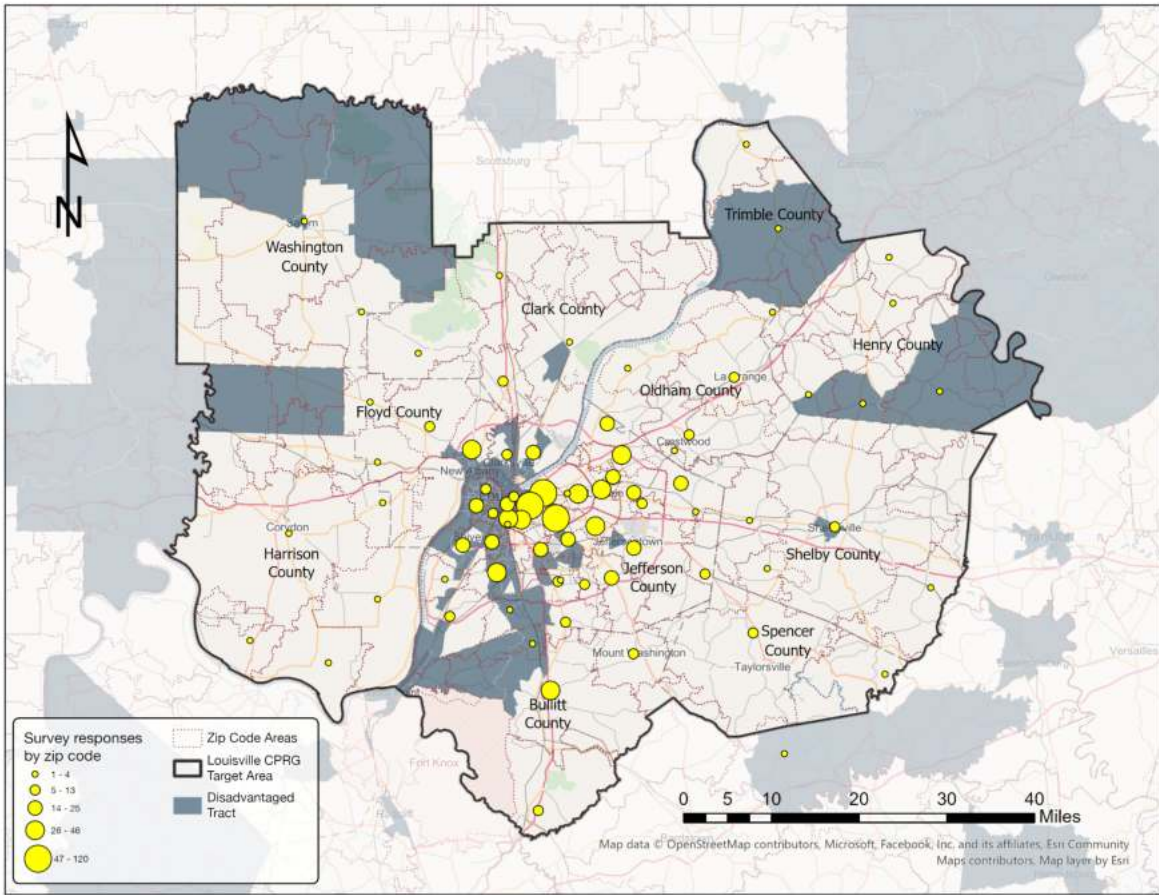 Scottsburg
Trimble County
Salem
Washington
County
Clark County
Henry County
La Grange
Oldham County
Floyd County
Crestwood
New Albany
Corydon
Harrison
County
Jeffersontown
Jefferson
County
Shelbyville
Shelby County
Spencer
County
Mount Washington
Taylorsville
Versailles
Bullitt
County
Fort Knox
N
Survey responses
by zip code
1 - 4
5 - 13
14 - 25
26 - 46
47 - 120
Zip Code Areas
Louisville CPRG
Target Area
Disadvantaged
Tract
0 5 10 20 30 40
Miles
Map data © OpenStreetMap contributors, Microsoft, Facebook, Inc. and its affiliates, Esri Community
Maps contributors, Map layer by Esri